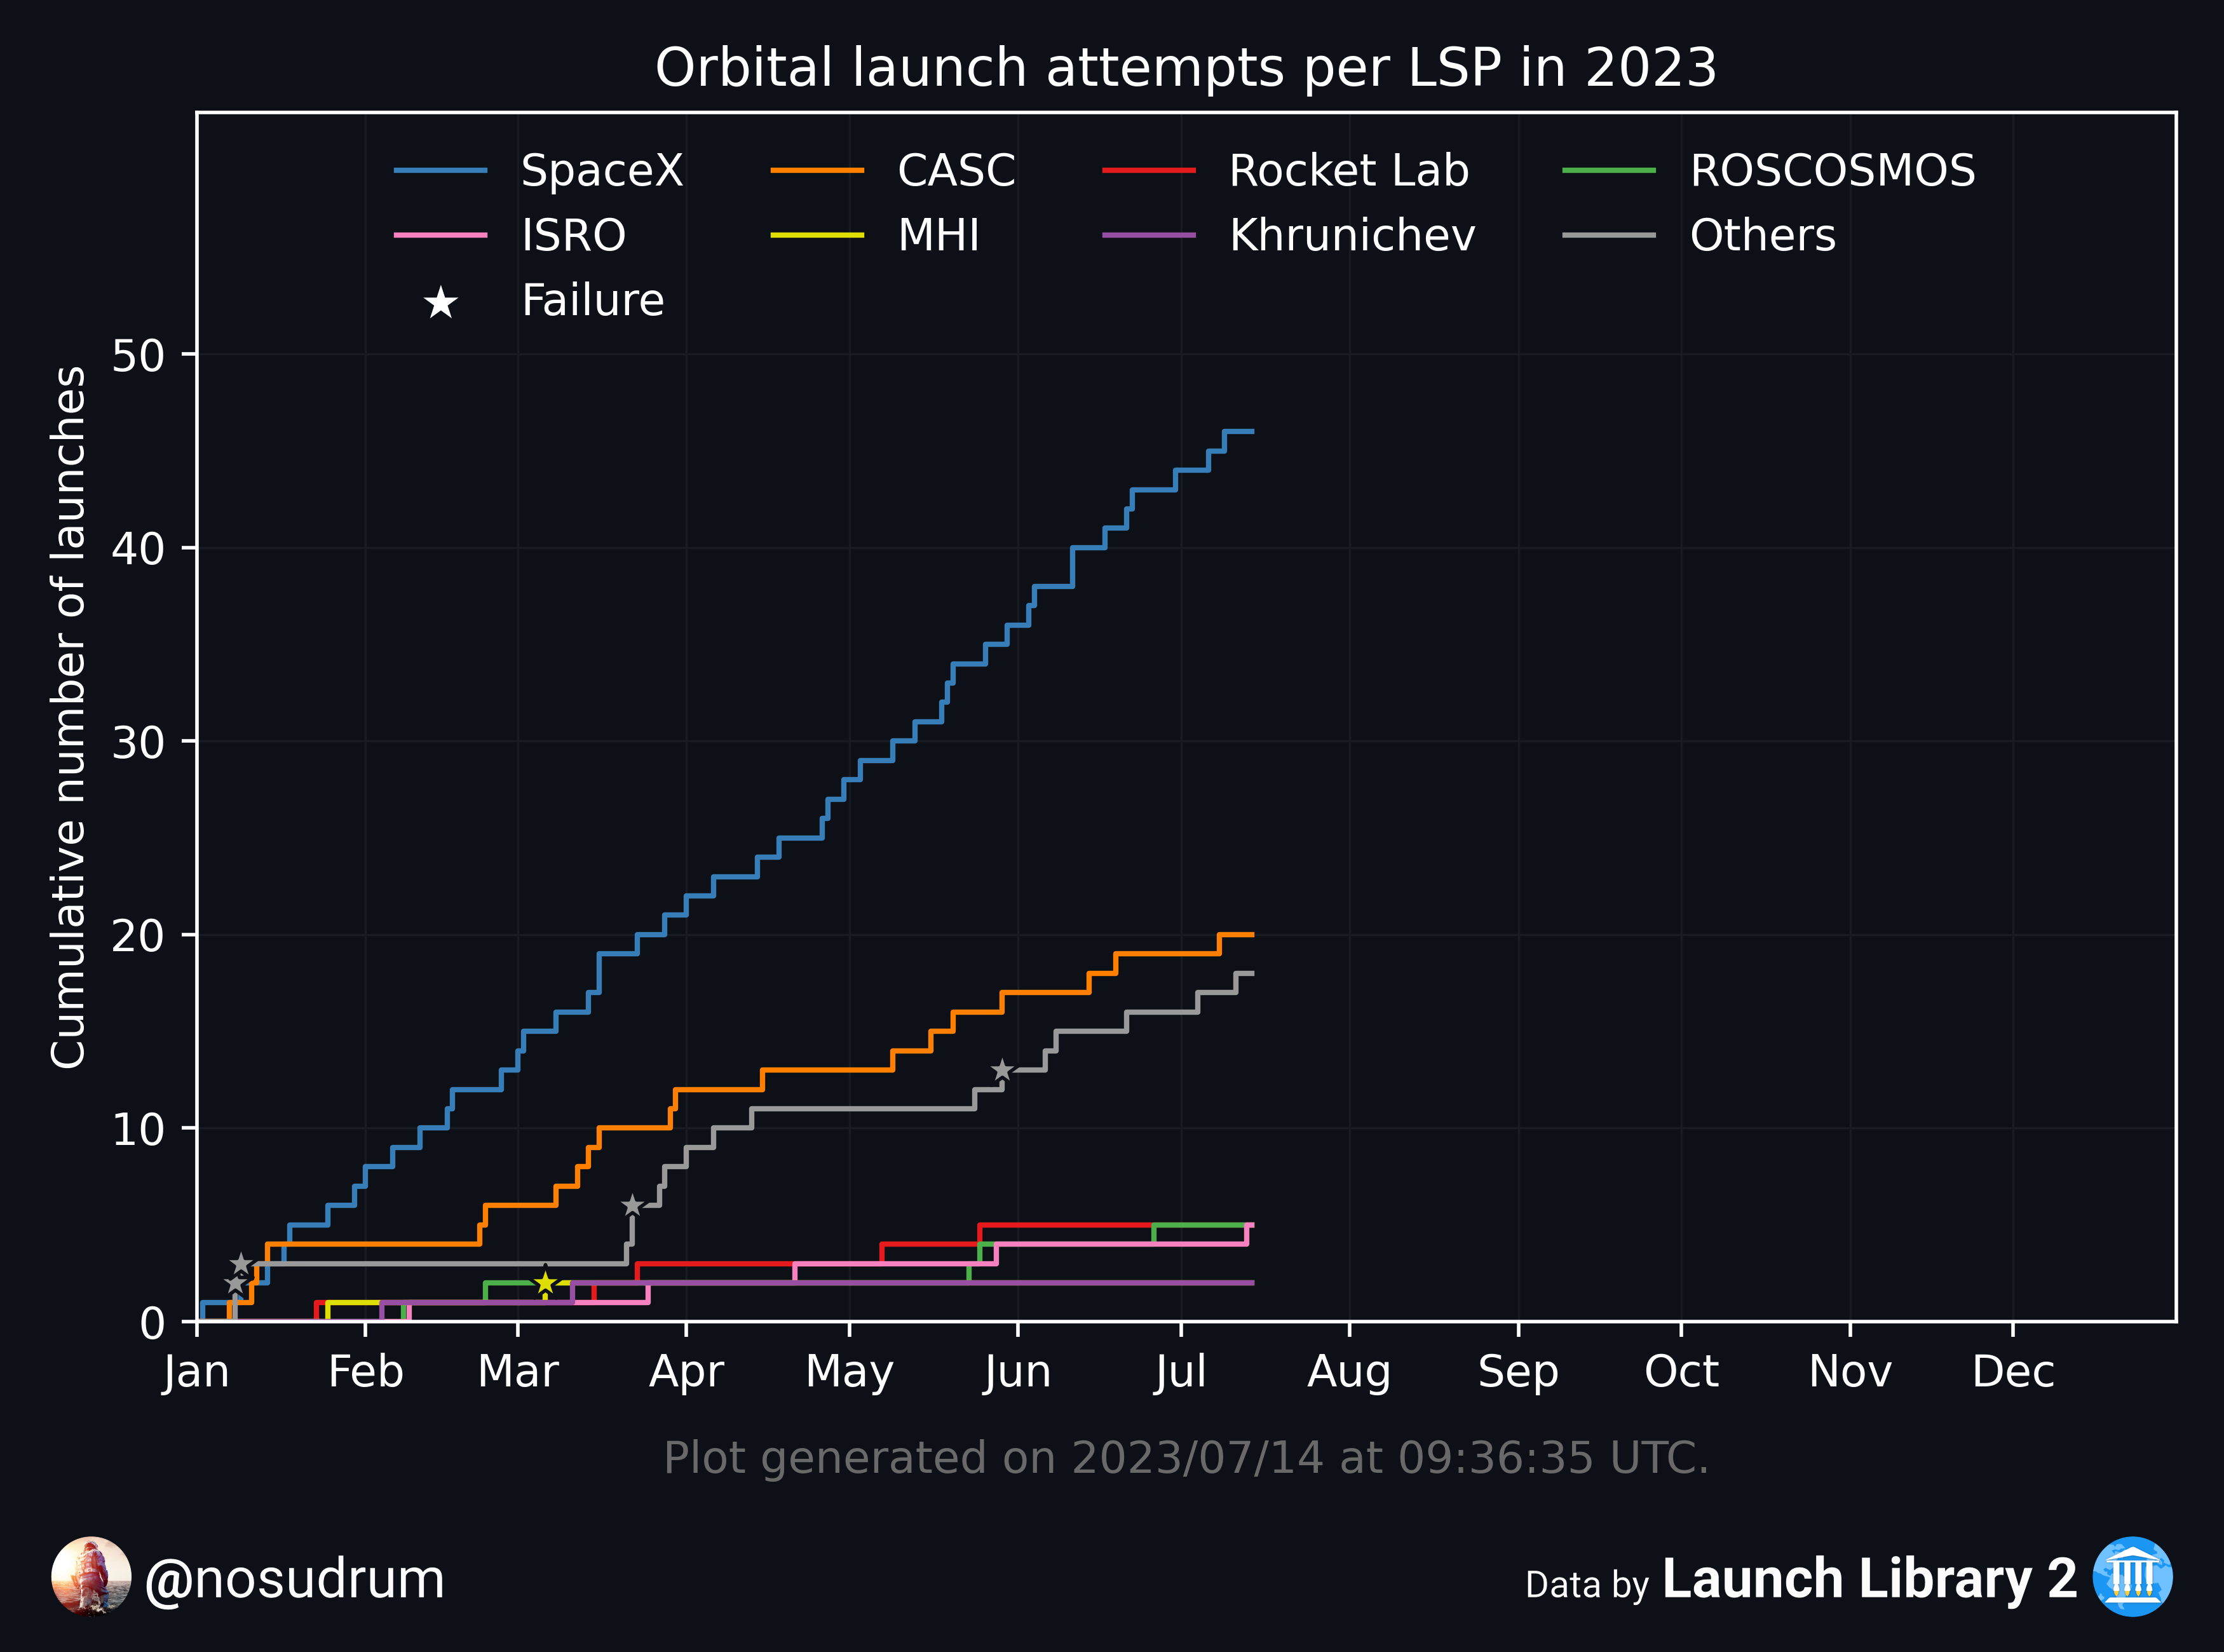 Orbital launch attempts per LSP in 2023
SpaceX CASC Rocket Lab ROSCOSMOS
ISRO MHI Khrunichev Others
Failure
Cumulative number of launches
50
40
30
20
10
0
Jan Feb Mar Apr May Jun Jul Aug Sep Oct Nov Dec
Plot generated on 2023/07/14 at 09:36:35 UTC.
@nosudrum
Data by Launch Library 2